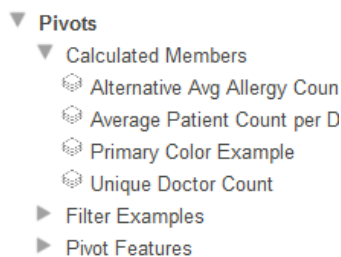 Pivots
Calculated Members
Alternative Avg Allergy Coun
Average Patient Count per D
Primary Color Example
Unique Doctor Count
Filter Examples
Pivot Features